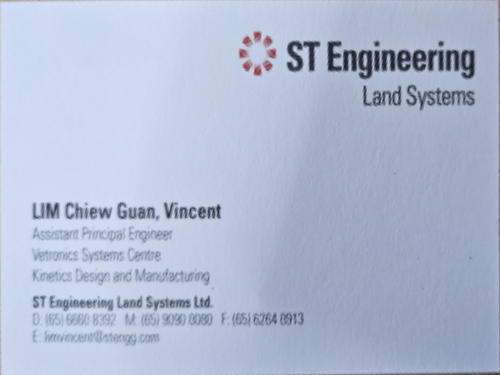 ST Engineering
Land Systems
LIM Chiew Guan, Vincent
Assistant Principal Engineer
Vetronics Systems Centre
Kinetics Design and Manufacturing
ST Engineering Land Systems Ltd.
D: (65) 6660 8392 M: (65) 9090 0080 F: (65) 6264 0913
E: limvincent@stengg.com